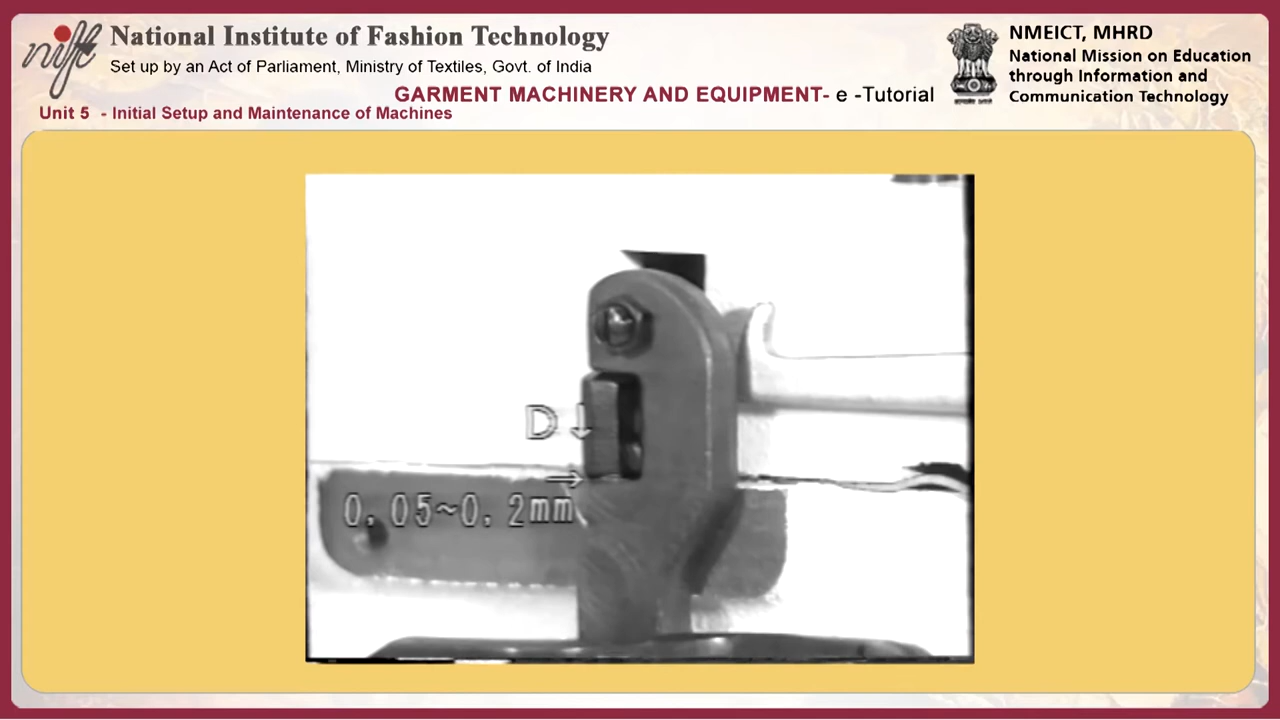 nift
National Institute of Fashion Technology
Set up by an Act of Parliament, Ministry of Textiles, Govt. of India
GARMENT MACHINERY AND EQUIPMENT- e -Tutorial
Unit 5 - Initial Setup and Maintenance of Machines
NMEICT, MHRD
National Mission on Education
through Information and
Communication Technology
D↓
→
0.05~0.2mm